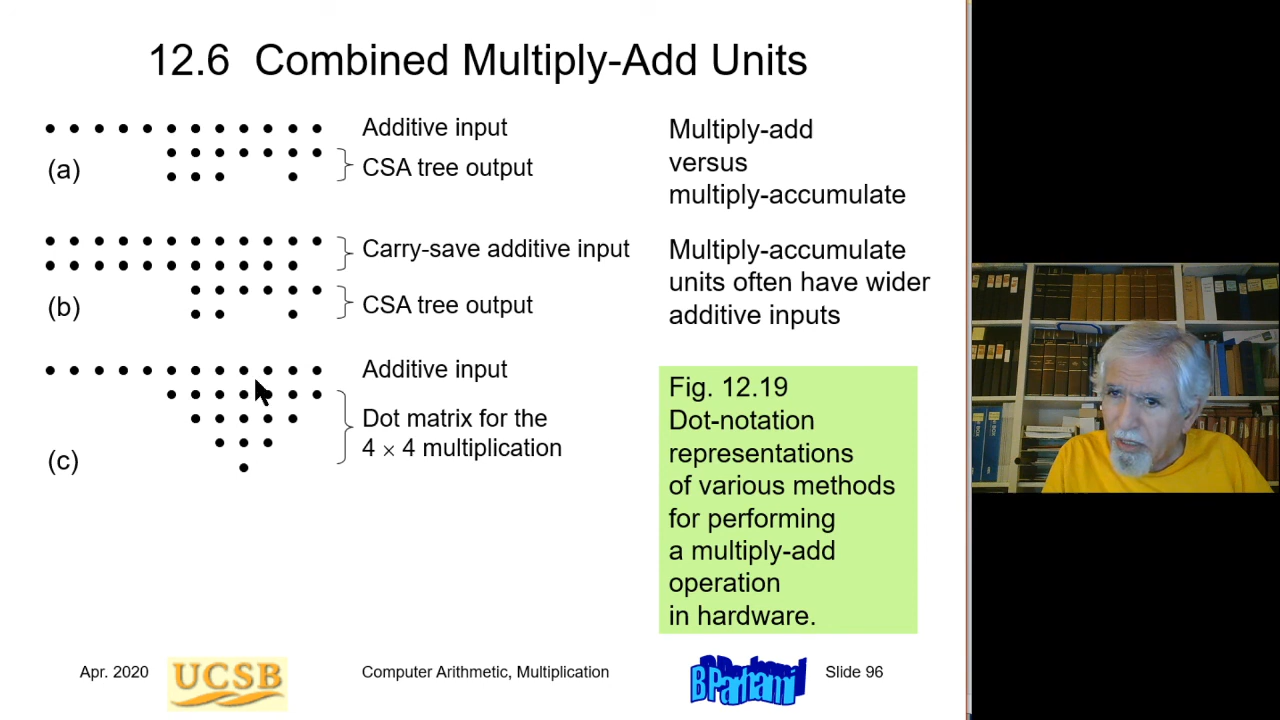 12.6 Combined Multiply-Add Units
Additive input
(a)
CSA tree output
Carry-save additive input
(b)
CSA tree output
Additive input
Dot matrix for the
4 × 4 multiplication
(c)
Multiply-add
versus
multiply-accumulate
Multiply-accumulate
units often have wider
additive inputs
Fig. 12.19
Dot-notation
representations
of various methods
for performing
a multiply-add
operation
in hardware.
Apr. 2020
UCSB
Computer Arithmetic, Multiplication
B Parhami
Slide 96